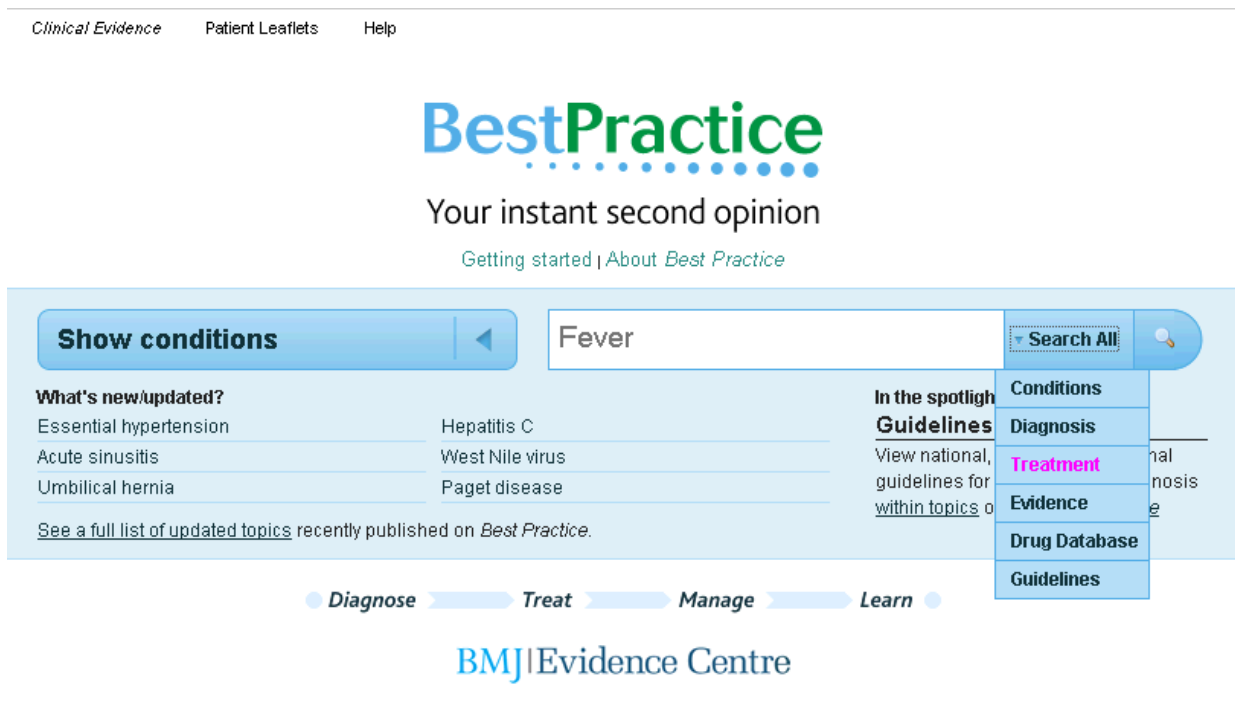 Clinical Evidence Patient Leaflets Help
BestPractice
Your instant second opinion
Getting started | About Best Practice
Show conditions
Fever
Search All
What's new/updated?
Essential hypertension Hepatitis C
Acute sinusitis West Nile virus
Umbilical hernia Paget disease
See a full list of updated topics recently published on Best Practice.
In the
Guidelines
View national,
guidelines for
within topics
Conditions
Diagnosis
Treatment
Evidence
Drug Database
Guidelines
Diagnose Treat Manage Learn
BMJ|Evidence Centre